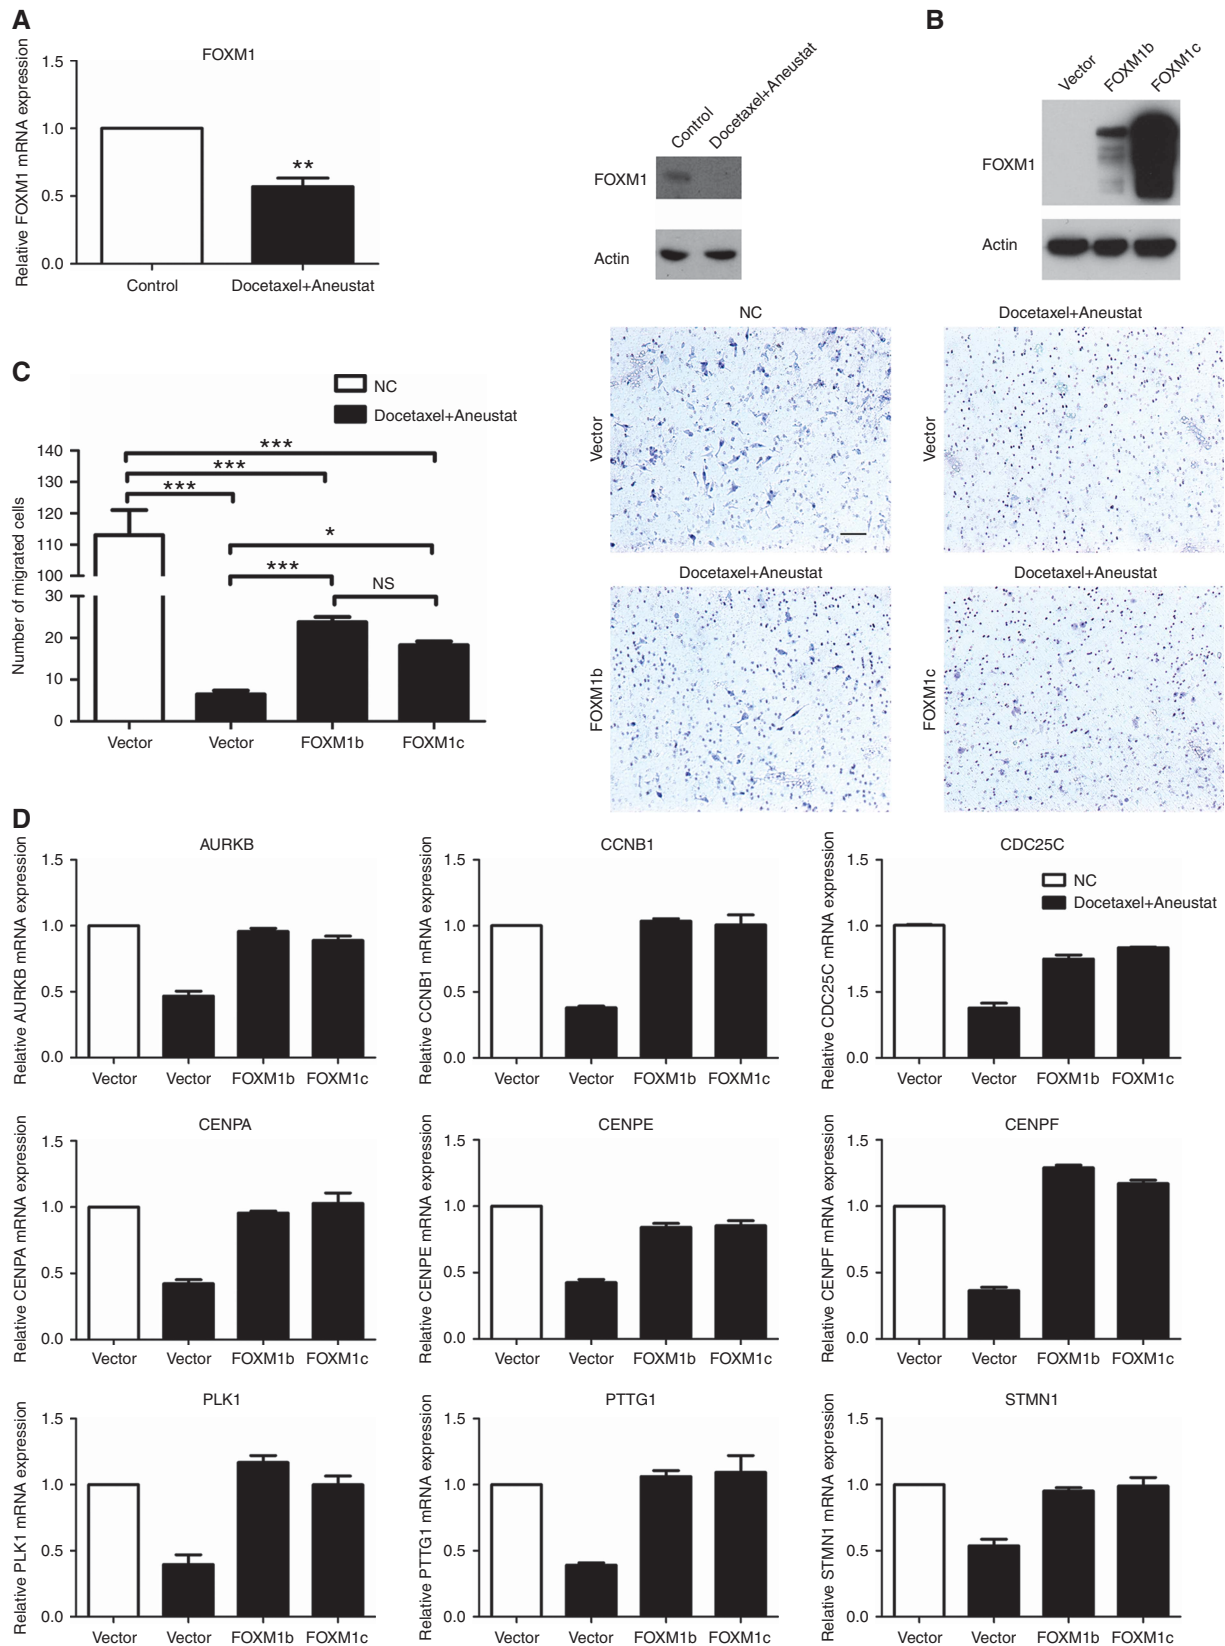 A
FOXM1
Relative FOXM1 mRNA expression
1.5
1.0
0.5
0.0
**
Control
Docetaxel+Aneustat
Control
Docetaxel+Aneustat
FOXM1
Actin
B
Vector
FOXM1b
FOXM1c
FOXM1
Actin
C
NC
Docetaxel+Aneustat
Number of migrated cells
140
130
120
110
100
30
20
10
0
***
***
***
*
***
NS
Vector
Vector
FOXM1b
FOXM1c
NC
Docetaxel+Aneustat
Vector
Vector
Docetaxel+Aneustat
Docetaxel+Aneustat
FOXM1b
FOXM1c
D
AURKB
Relative AURKB mRNA expression
1.5
1.0
0.5
0.0
Vector
Vector
FOXM1b
FOXM1c
CCNB1
Relative CCNB1 mRNA expression
1.5
1.0
0.5
0.0
Vector
Vector
FOXM1b
FOXM1c
CDC25C
Relative CDC25C mRNA expression
1.5
1.0
1.5
0.0
NC
Docetaxel+Aneustat
Vector
Vector
FOXM1b
FOXM1c
CENPA
Relative CENPA mRNA expression
1.5
1.0
0.5
0.0
Vector
Vector
FOXM1b
FOXM1c
CENPE
Relative CENPE mRNA expression
1.5
1.0
0.5
0.0
Vector
Vector
FOXM1b
FOXM1c
CENPF
Relative CENPF mRNA expression
1.5
1.0
0.5
0.0
Vector
Vector
FOXM1b
FOXM1c
PLK1
Relative PLK1 mRNA expression
1.5
1.0
0.5
0.0
Vector
Vector
FOXM1b
FOXM1c
PTTG1
Relative PTTG1 mRNA expression
1.5
1.0
0.5
0.0
Vector
Vector
FOXM1b
FOXM1c
STMN1
Relative STMN1 mRNA expression
1.5
1.0
0.5
0.0
Vector
Vector
FOXM1b
FOXM1c